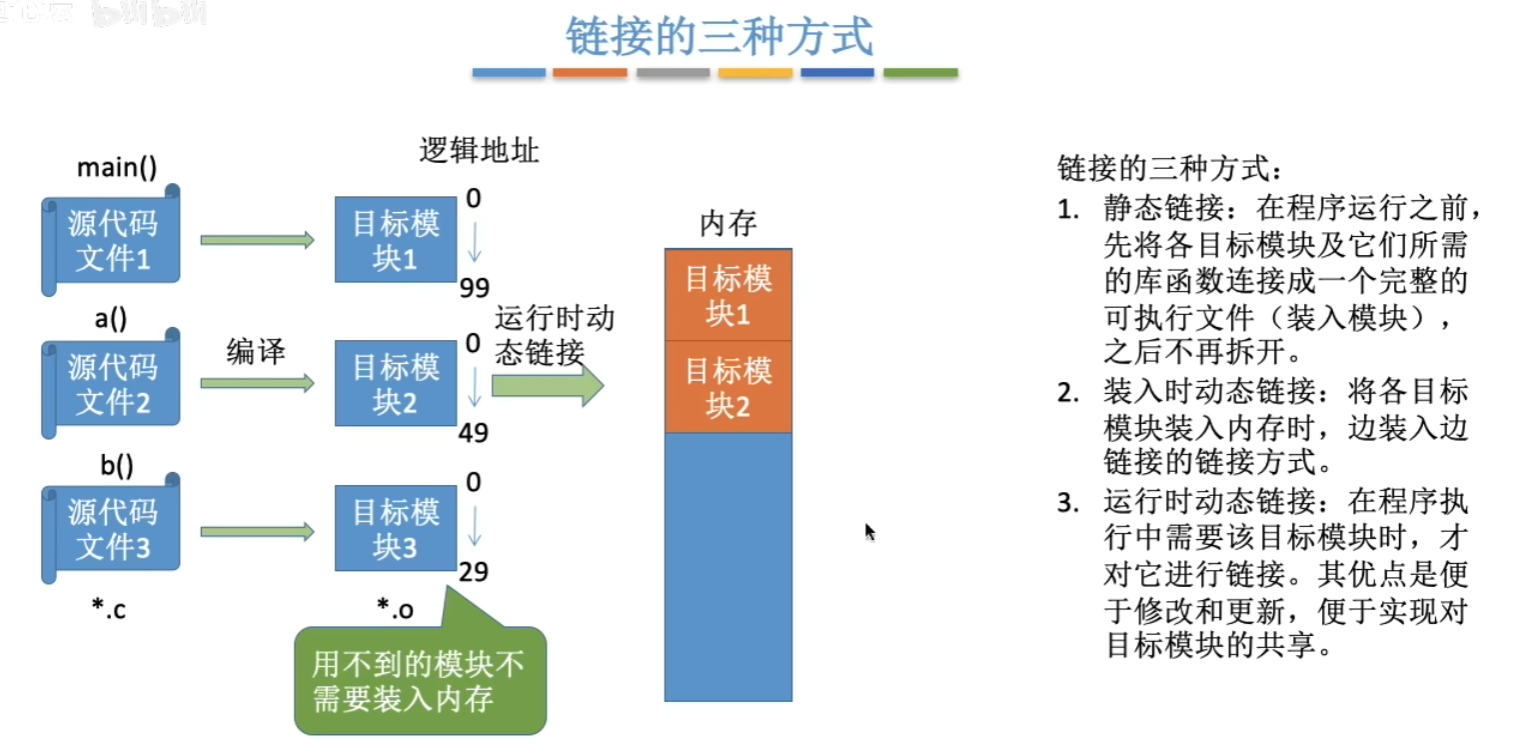 链接的三种方式
逻辑地址
main()
源代码
文件1
目标模
块1
0
99
a()
源代码
文件2
编译
目标模
块2
0
49
运行时动
态链接
b()
源代码
文件3
目标模
块3
0
29
*.c
*.o
用不到的模块不
需要装入内存
内存
目标模
块1
目标模
块2
链接的三种方式：
1. 静态链接：在程序运行之前，
先将各目标模块及它们所需
的库函数连接成一个完整的
可执行文件（装入模块），
之后不再拆开。
2. 装入时动态链接：将各目标
模块装入内存时，边装入边
链接的链接方式。
3. 运行时动态链接：在程序执
行中需要该目标模块时，才
对它进行链接。其优点是便
于修改和更新，便于实现对
目标模块的共享。